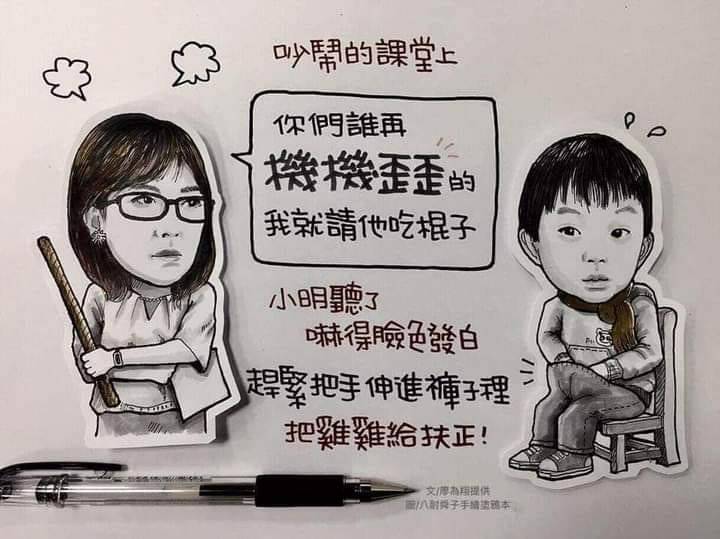 吵鬧的課堂上
你們誰再
機機歪歪的
我就請他吃棍子
小明聽了
嚇得臉色發白
趕緊把手伸進褲子裡
把雞雞給扶正!
文/廖為翔提供
圖/八耐舜子手繪塗鴉本